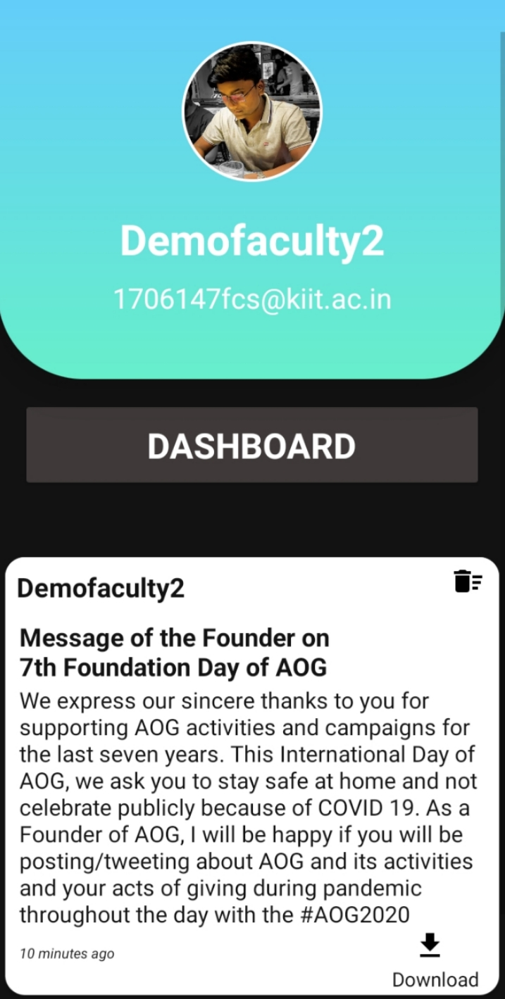 Demofaculty2
1706147fcs@kiit.ac.in
DASHBOARD
Demofaculty2
Message of the Founder on
7th Foundation Day of AOG
We express our sincere thanks to you for
supporting AOG activities and campaigns for
the last seven years. This International Day of
AOG, we ask you to stay safe at home and not
celebrate publicly because of COVID 19. As a
Founder of AOG, I will be happy if you will be
posting/tweeting about AOG and its activities
and your acts of giving during pandemic
throughout the day with the #AOG2020
10 minutes ago
Download